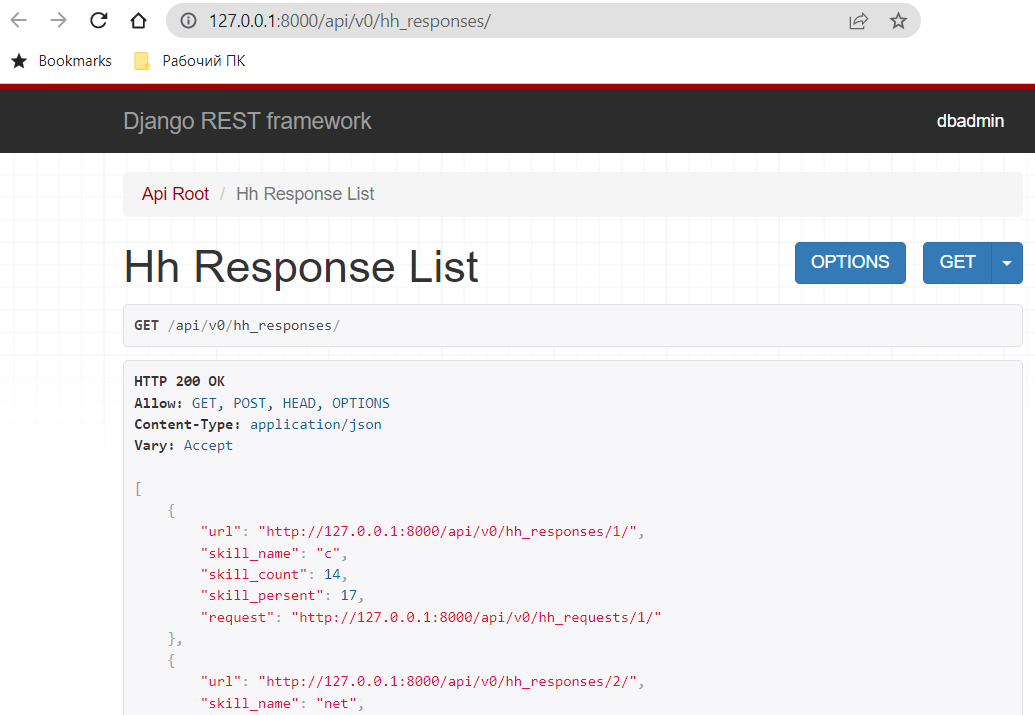 127.0.0.1:8000/api/v0/hh_responses/
Bookmarks Рабочий ПК
Django REST framework dbadmin
Api Root / Hh Response List
Hh Response List OPTIONS GET
GET /api/v0/hh_responses/
HTTP 200 OK
Allow: GET, POST, HEAD, OPTIONS
Content-Type: application/json
Vary: Accept
[
{
"url": "http://127.0.0.1:8000/api/v0/hh_responses/1/",
"skill_name": "c",
"skill_count": 14,
"skill_persent": 17,
"request": "http://127.0.0.1:8000/api/v0/hh_requests/1/"
},
{
"url": "http://127.0.0.1:8000/api/v0/hh_responses/2/",
"skill_name": "net",